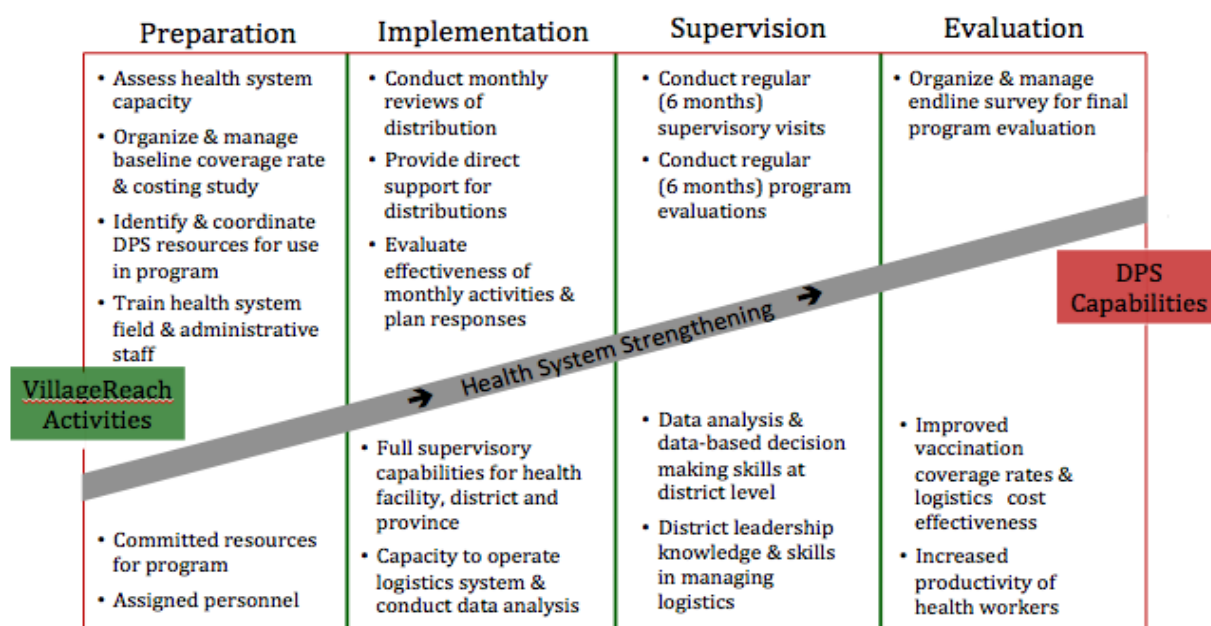 Preparation
Implementation
Supervision
Evaluation
• Assess health system
capacity
• Organize & manage
baseline coverage rate
& costing study
• Identify & coordinate
DPS resources for use
in program
• Train health system
field & administrative
staff
• Conduct monthly
reviews of
distribution
• Provide direct
support for
distributions
• Evaluate
effectiveness of
monthly activities &
plan responses
• Conduct regular
(6 months)
supervisory visits
• Conduct regular
(6 months) program
evaluations
• Organize & manage
endline survey for final
program evaluation
VillageReach
Activities
→ Health System Strengthening →
DPS
Capabilities
• Committed resources
for program
• Assigned personnel
• Full supervisory
capabilities for health
facility, district and
province
• Capacity to operate
logistics system &
conduct data analysis
• Data analysis &
data-based decision
making skills at
district level
• District leadership
knowledge & skills
in managing
logistics
• Improved
vaccination
coverage rates &
logistics cost
effectiveness
• Increased
productivity of
health workers